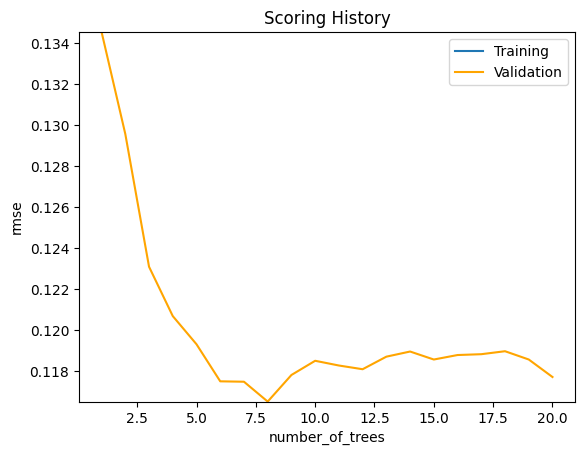 Scoring History
Training
Validation
rmse
0.134
0.132
0.130
0.128
0.126
0.124
0.122
0.120
0.118
2.5 5.0 7.5 10.0 12.5 15.0 17.5 20.0
number_of_trees